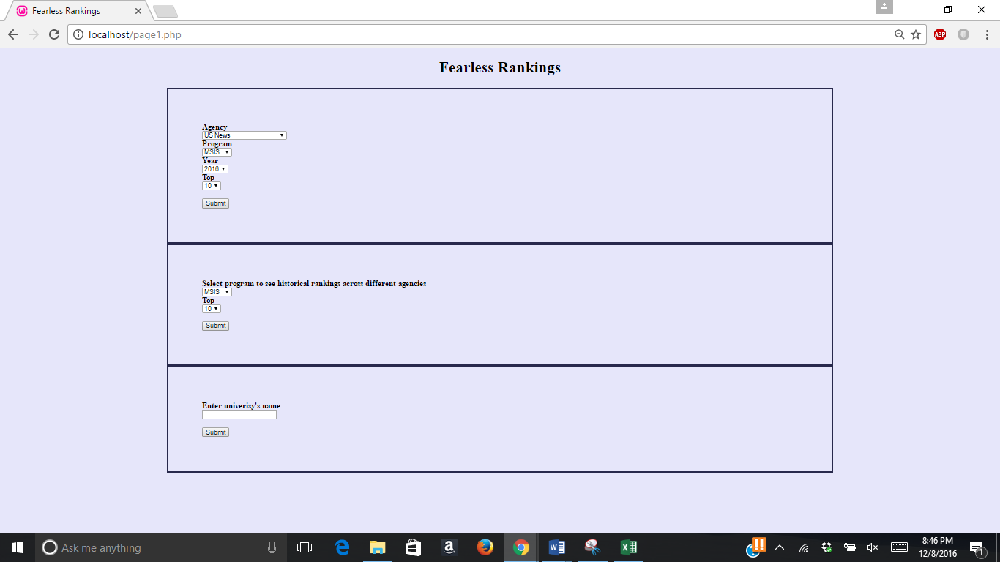 Fearless Rankings
localhost/page1.php
ABP
Fearless Rankings
Agency
US News
Program
MSIS
Year
2016
Top
10
Submit
Select program to see historical rankings across different agencies
MSIS
Top
10
Submit
Enter univerisy's name
Submit
Ask me anything
8:46 PM
12/8/2016
1